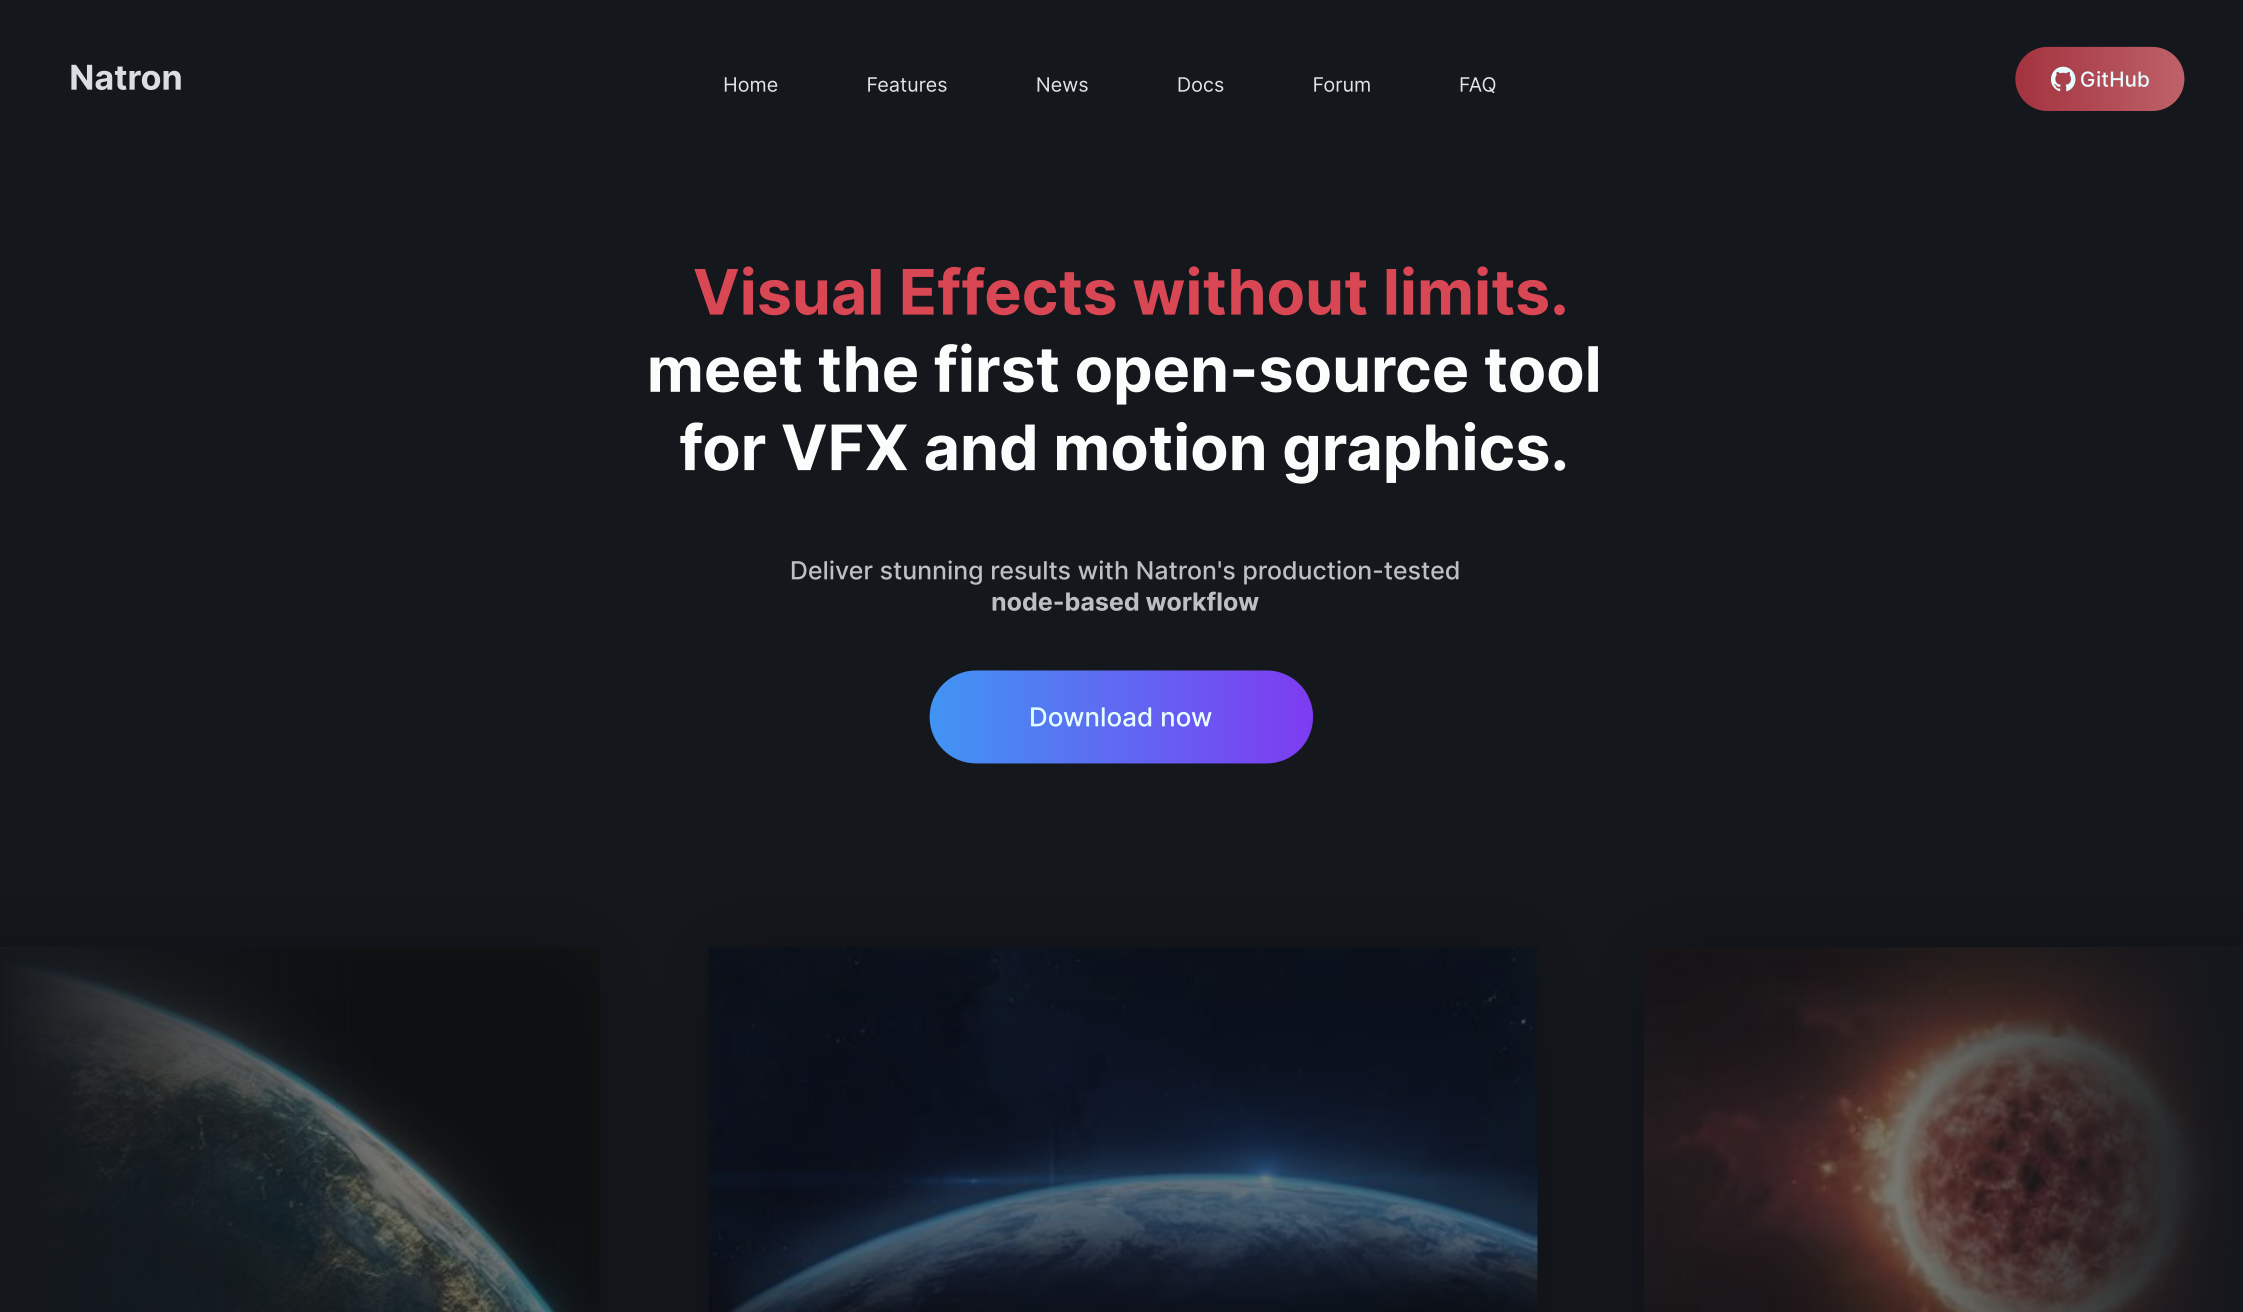 Natron
Home Features News Docs Forum FAQ
GitHub
Visual Effects without limits.
meet the first open-source tool
for VFX and motion graphics.
Deliver stunning results with Natron's production-tested
node-based workflow
Download now